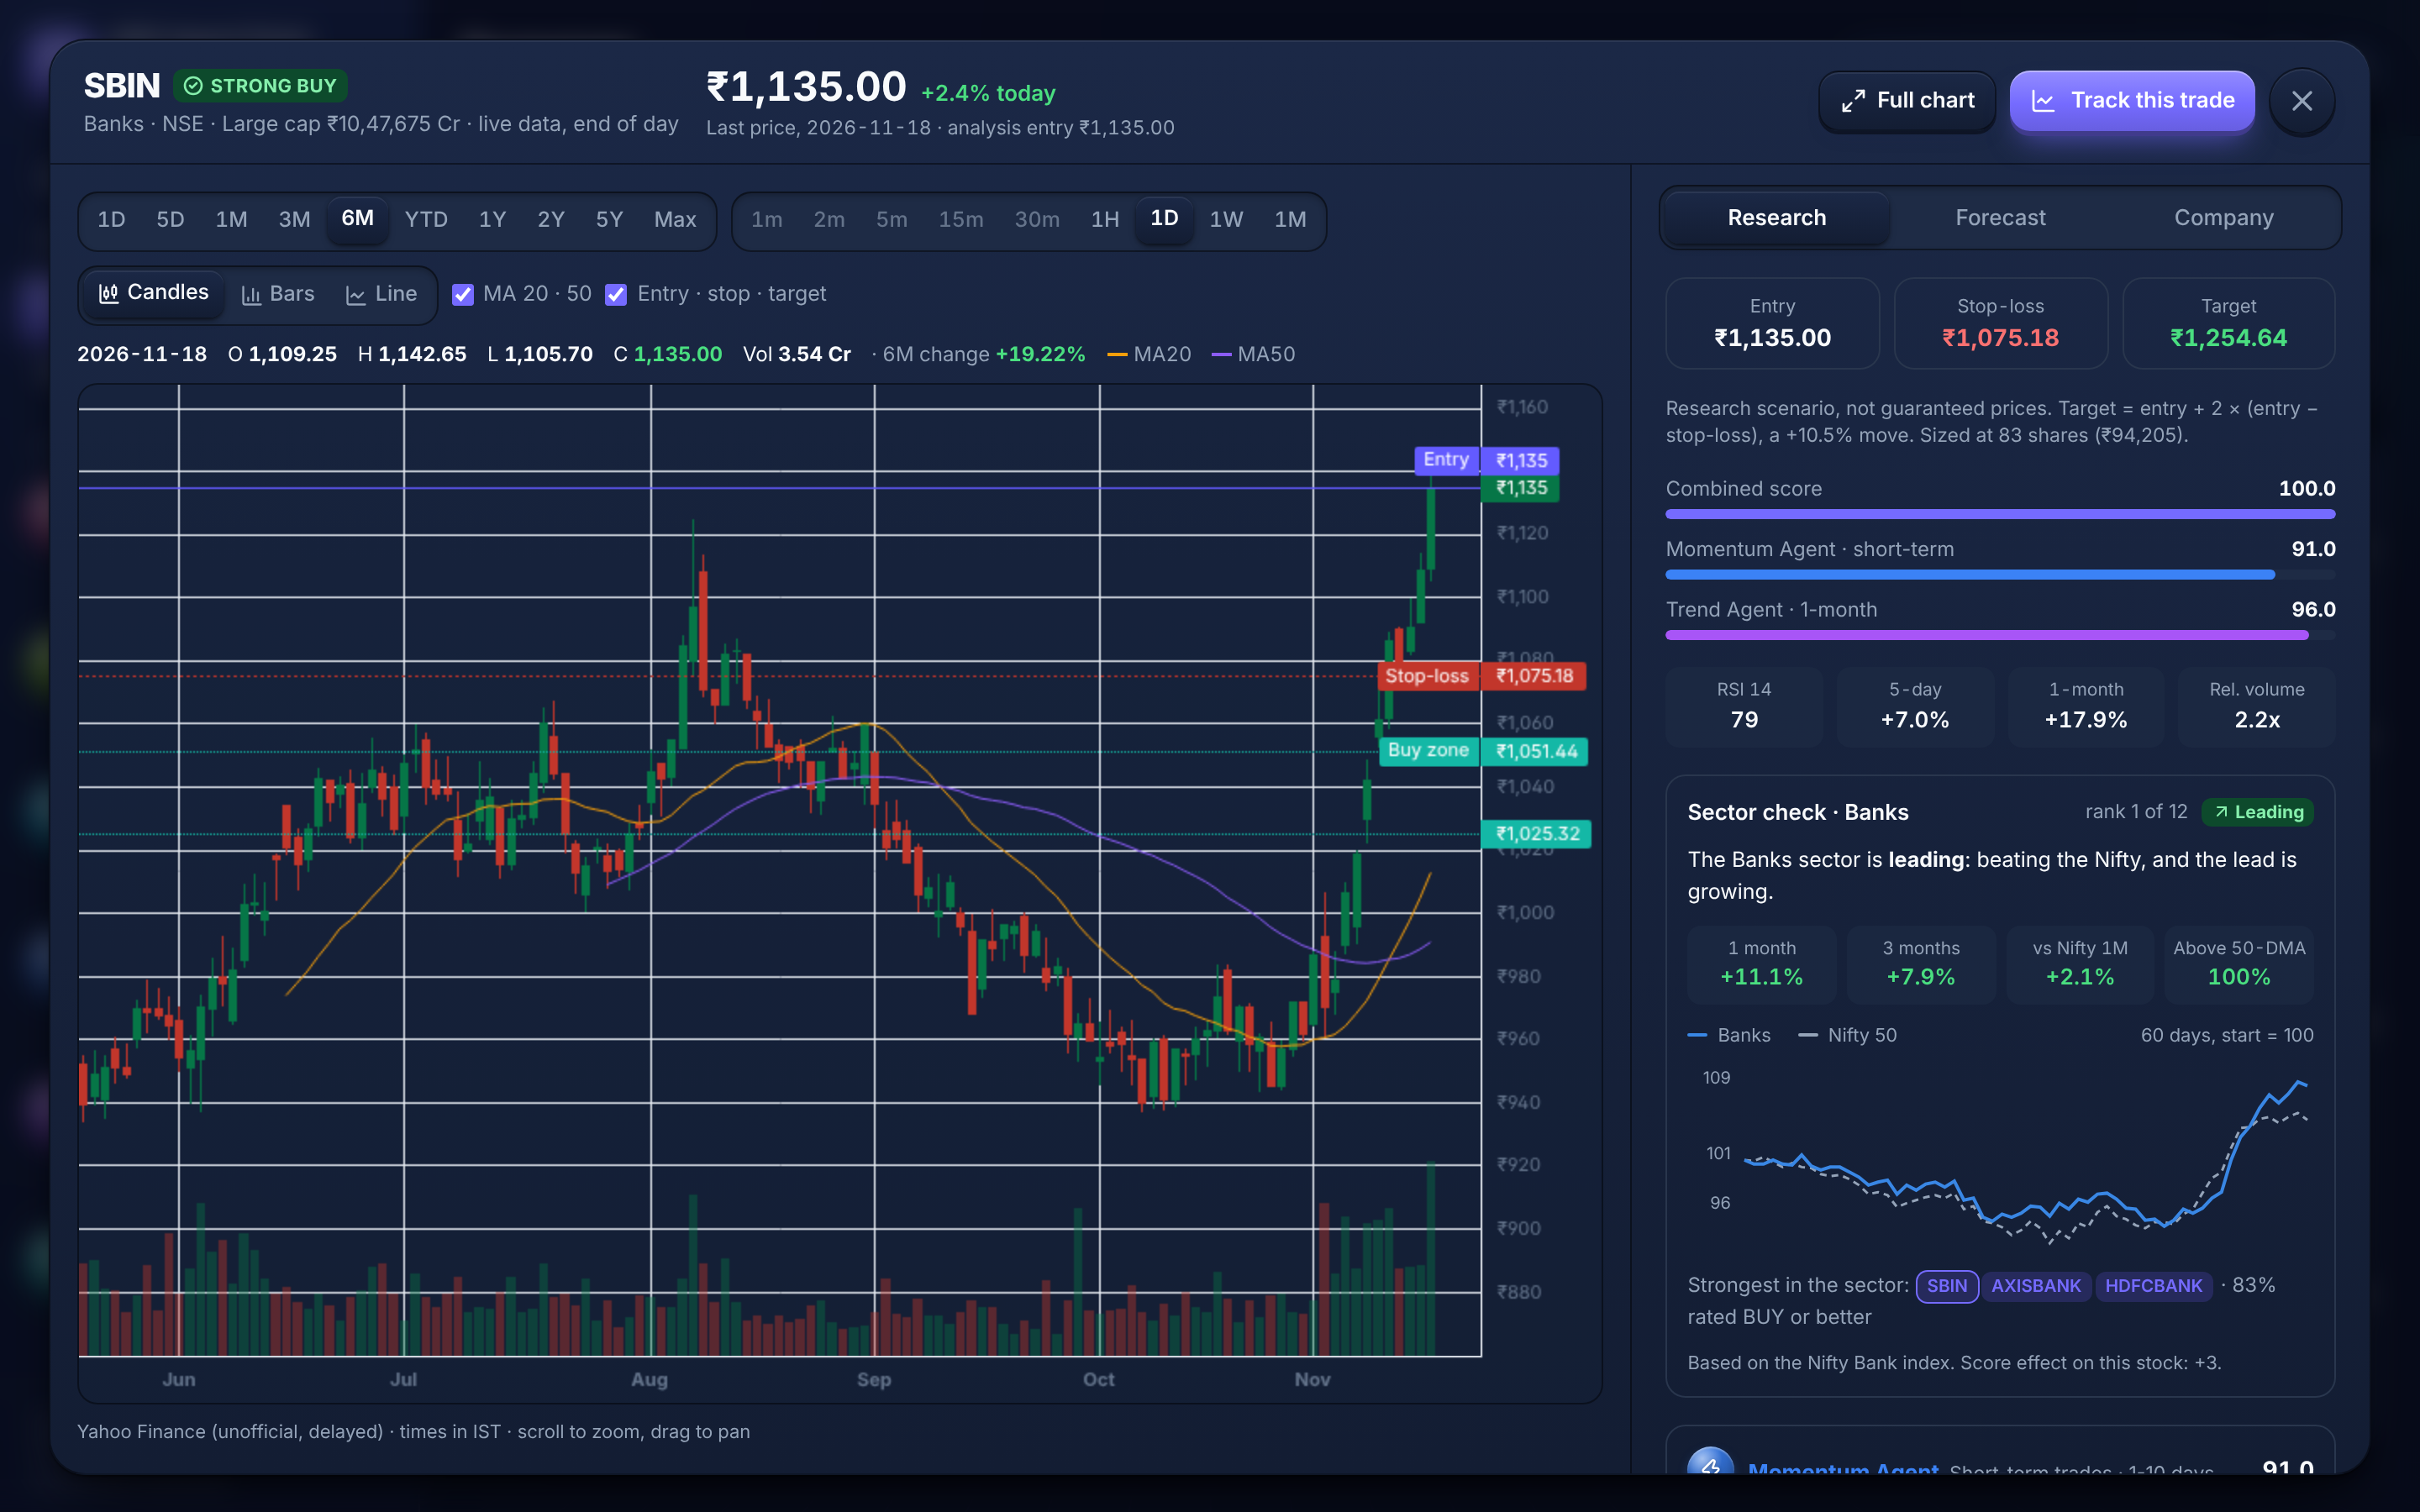 SBIN STRONG BUY
Banks · NSE · Large cap ₹10,47,675 Cr · live data, end of day
₹1,135.00 +2.4% today
Last price, 2026-11-18 · analysis entry ₹1,135.00
Full chart
Track this trade
1D 5D 1M 3M 6M YTD 1Y 2Y 5Y Max
1m 2m 5m 15m 30m 1H 1D 1W 1M
Candles Bars Line
MA 20 · 50 Entry · stop · target
2026-11-18 O 1,109.25 H 1,142.65 L 1,105.70 C 1,135.00 Vol 3.54 Cr · 6M change +19.22% MA20 MA50
₹1,160
Entry ₹1,135
₹1,135
₹1,120
₹1,100
₹1,080
Stop-loss ₹1,075.18
₹1,060
Buy zone ₹1,051.44
₹1,040
₹1,025.32
₹1,020
₹1,000
₹980
₹960
₹940
₹920
₹900
₹880
Jun Jul Aug Sep Oct Nov
Yahoo Finance (unofficial, delayed) · times in IST · scroll to zoom, drag to pan
Research Forecast Company
Entry
₹1,135.00
Stop-loss
₹1,075.18
Target
₹1,254.64
Research scenario, not guaranteed prices. Target = entry + 2 × (entry −
stop-loss), a +10.5% move. Sized at 83 shares (₹94,205).
Combined score 100.0
Momentum Agent · short-term 91.0
Trend Agent · 1-month 96.0
RSI 14
79
5-day
+7.0%
1-month
+17.9%
Rel. volume
2.2x
Sector check · Banks rank 1 of 12 Leading
The Banks sector is leading: beating the Nifty, and the lead is
growing.
1 month
+11.1%
3 months
+7.9%
vs Nifty 1M
+2.1%
Above 50-DMA
100%
Banks Nifty 50 60 days, start = 100
109
101
96
Strongest in the sector: SBIN AXISBANK HDFCBANK · 83%
rated BUY or better
Based on the Nifty Bank index. Score effect on this stock: +3.
Momentum Agent Short-term trades · 1-10 days 91.0